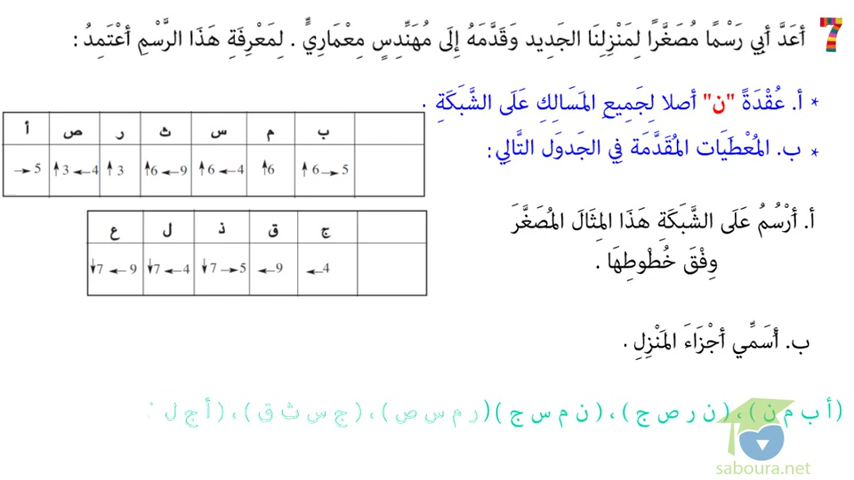 7 أَعَدَّ أَبِي رَسْمًا مُصَغَّرًا لِمَنْزِلِنَا الجَدِيد وَقَدَّمَهُ إِلَى مُهَنْدِسٍ مِعْمَارِيٍّ . لِمَعْرِفَةِ هَذَا الرَّسْمِ أَعْتَمِدُ :
* أ. عُقْدَةً "ن" أصلا لِجَمِيعِ المَسَالِكِ عَلَى الشَّبَكَةِ .
* ب. المُعْطَيَات المُقَدَّمَة فِي الجَدوَل التَّالِي:
ب م س ث ر ص أ
5→ 6↑ 6↑ 4← 6↑ 9← 6↑ 3↑ 4← 3↑ 5→
أ. أَرْسُمُ عَلَى الشَّبَكَةِ هَذَا المِثَالَ المُصَغَّرَ
وِفْقَ خُطُوطِهَا .
ج ق ذ ل ع
4← 9← 5→ 7↓ 4← 7↓ 9← 7↓
ب. أُسَمِّي أَجْزَاءَ المَنْزِلِ .
(أ ب م ن) ، (ن ر ص ج) ، (ن م س ج) (ر م س ص) ، (ج س ث ق) ، (أ ج ل
saboura.net